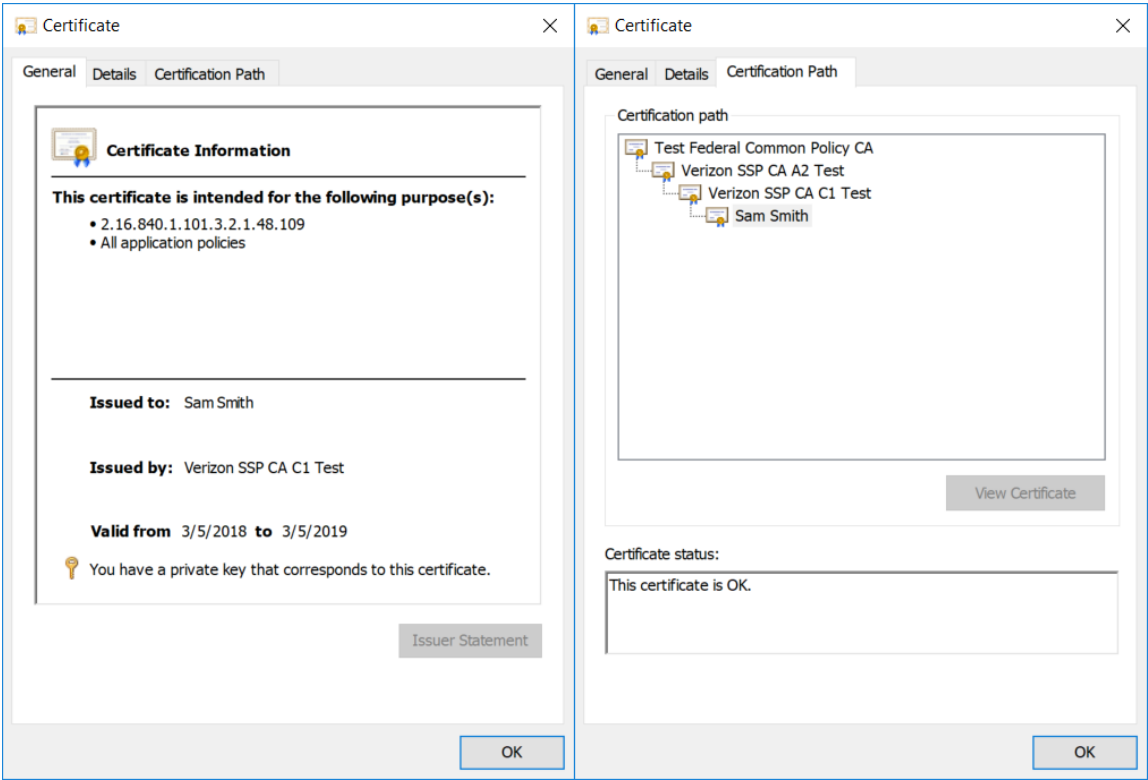 Certificate
General Details Certification Path
Certificate Information
This certificate is intended for the following purpose(s):
• 2.16.840.1.101.3.2.1.48.109
• All application policies
Issued to: Sam Smith
Issued by: Verizon SSP CA C1 Test
Valid from 3/5/2018 to 3/5/2019
You have a private key that corresponds to this certificate.
Issuer Statement
OK
Certificate
General Details Certification Path
Certification path
Test Federal Common Policy CA
Verizon SSP CA A2 Test
Verizon SSP CA C1 Test
Sam Smith
View Certificate
Certificate status:
This certificate is OK.
OK